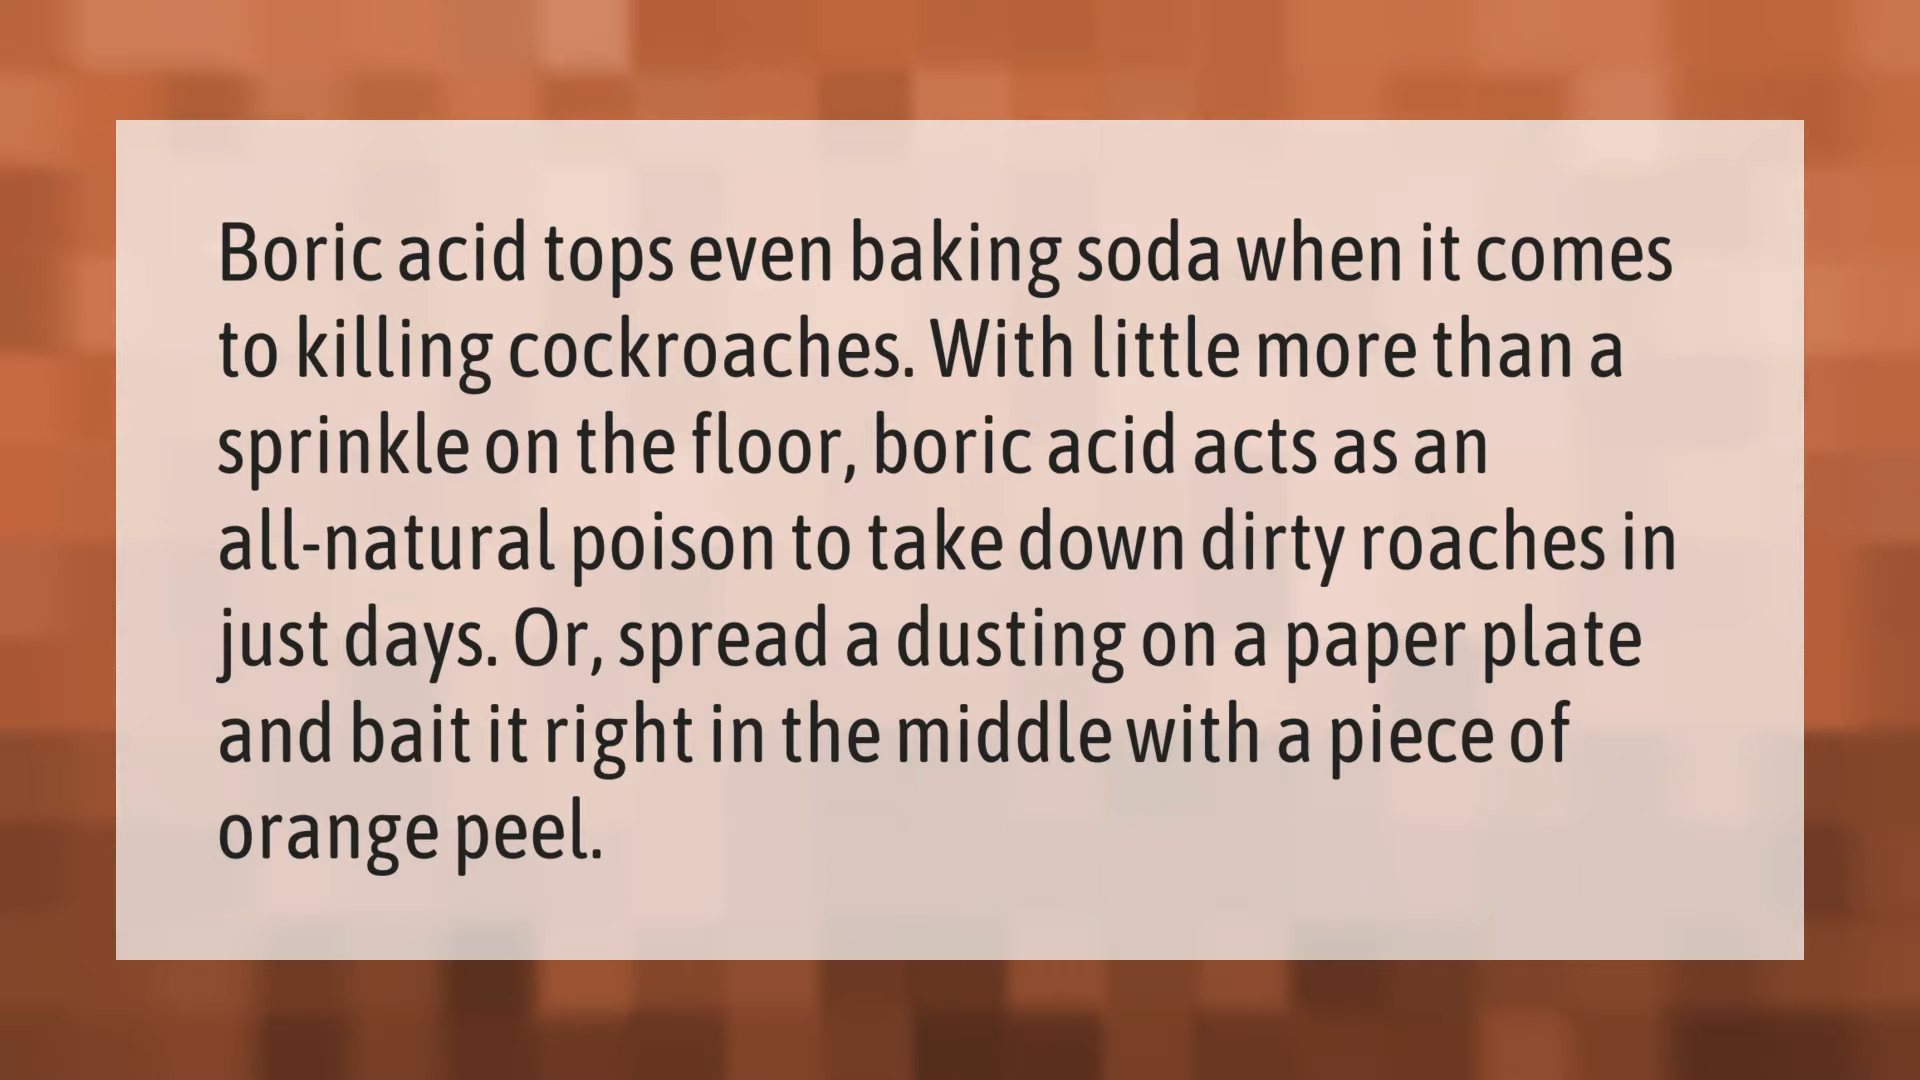 Boric acid tops even baking soda when it comes
to killing cockroaches. With little more than a
sprinkle on the floor, boric acid acts as an
all-natural poison to take down dirty roaches in
just days. Or, spread a dusting on a paper plate
and bait it right in the middle with a piece of
orange peel.